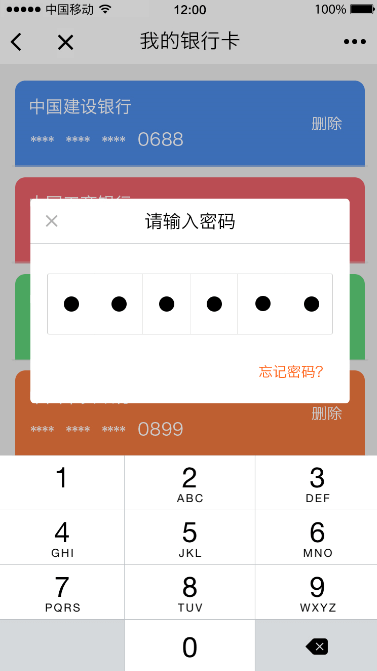 中国移动 12:00 100%
我的银行卡
中国建设银行
删除
**** **** **** 0688
请输入密码
忘记密码?
删除
**** **** **** 0899
1 2 3
ABC DEF
4 5 6
GHI JKL MNO
7 8 9
PQRS TUV WXYZ
0